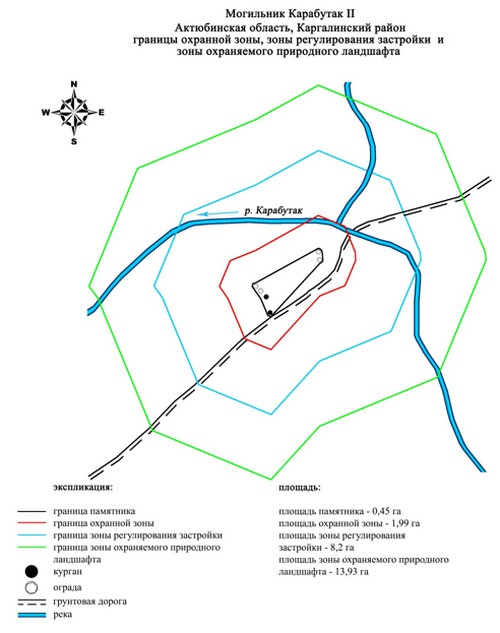 Могильник Карабутак II
Актюбинская область, Каргалинский район
границы охранной зоны, зоны регулирования застройки и
зоны охраняемого природного ландшафта
N
W E
S
р. Карабутак
экспликация:
граница памятника
граница охранной зоны
граница зоны регулирования застройки
граница зоны охраняемого природного
ландшафта
курган
ограда
грунтовая дорога
река
площадь:
площадь памятника - 0,45 га
площадь охранной зоны - 1,99 га
площадь зоны регулирования
застройки - 8,2 га
площадь зоны охраняемого природного
ландшафта - 13,93 га